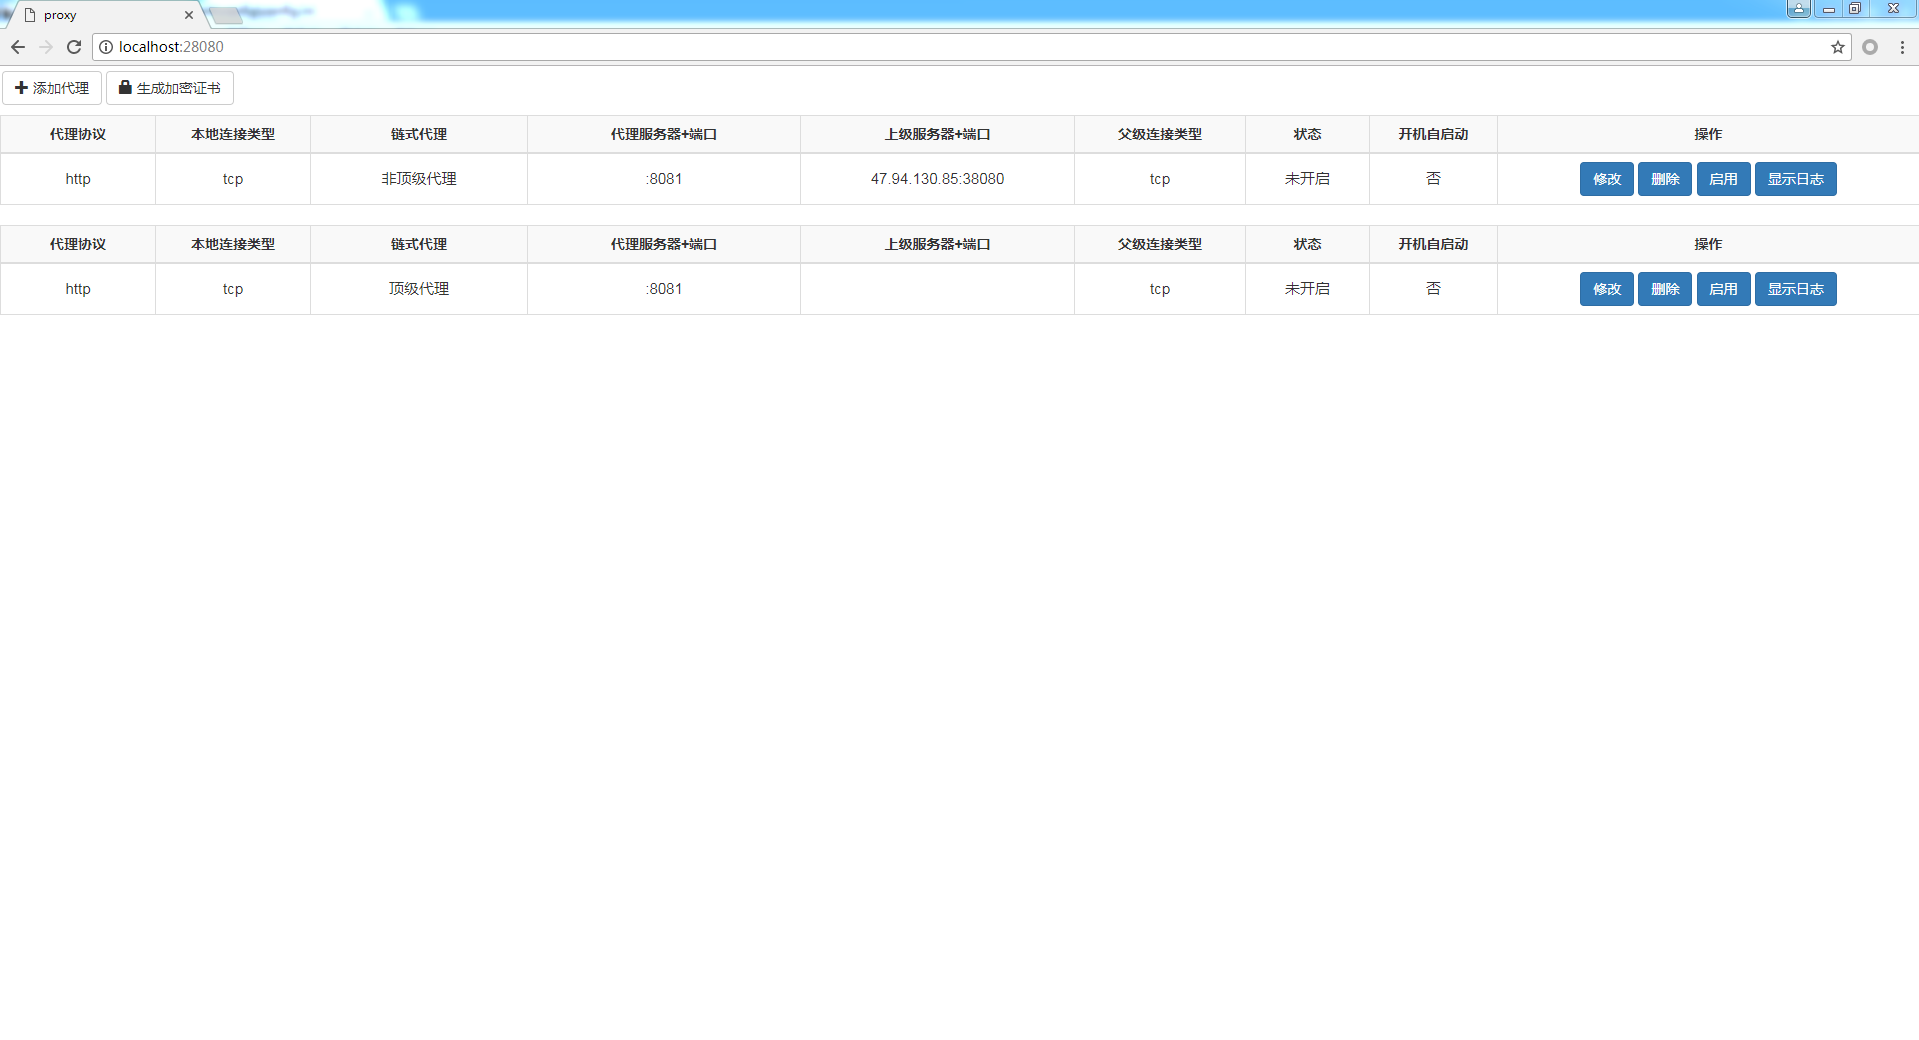 proxy
localhost:28080
添加代理 生成加密证书
代理协议 本地连接类型 链式代理 代理服务器+端口 上级服务器+端口 父级连接类型 状态 开机自启动 操作
http tcp 非顶级代理 :8081 47.94.130.85:38080 tcp 未开启 否 修改 删除 启用 显示日志
代理协议 本地连接类型 链式代理 代理服务器+端口 上级服务器+端口 父级连接类型 状态 开机自启动 操作
http tcp 顶级代理 :8081 tcp 未开启 否 修改 删除 启用 显示日志